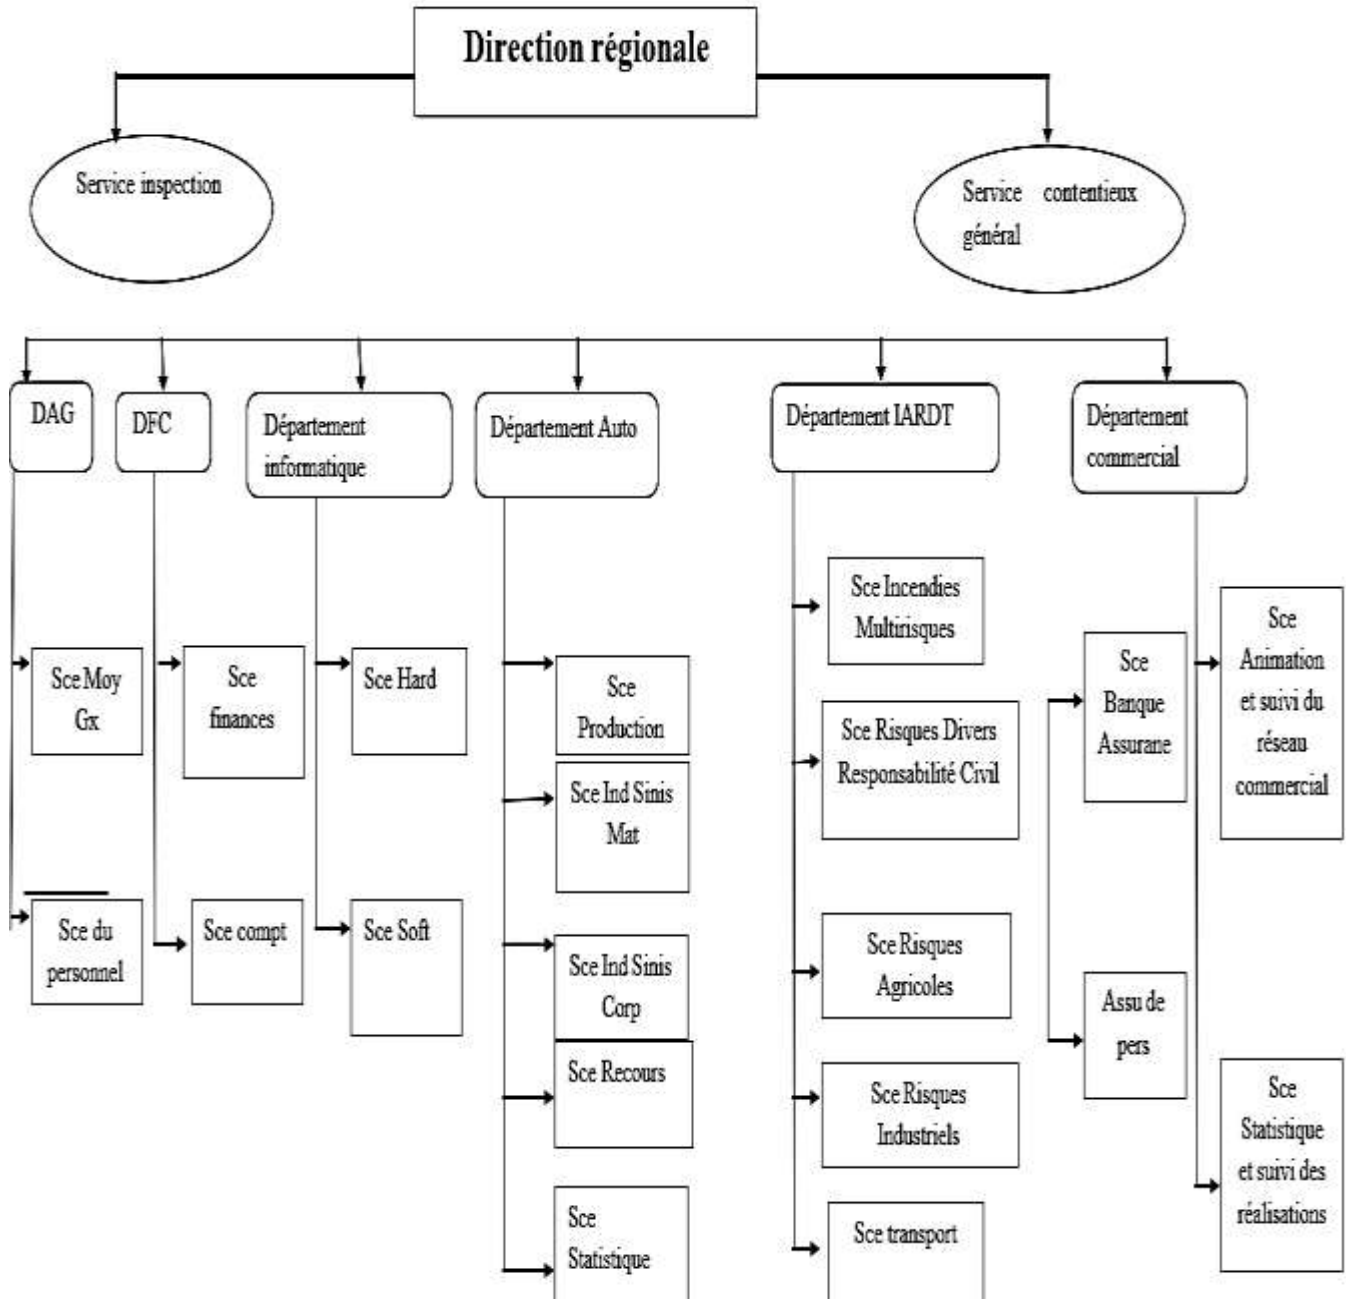 Direction régionale
Service inspection
Service contentieux
général
DAG
DFC
Département
informatique
Département Auto
Département IARDT
Département
commercial
Sce Moy
Gx
Sce du
personnel
Sce
finances
Sce compt
Sce Hard
Sce Soft
Sce
Production
Sce Ind Sinis
Mat
Sce Ind Sinis
Corp
Sce Recours
Sce
Statistique
Sce Incendies
Multirisques
Sce Risques Divers
Responsabilité Civil
Sce Risques
Agricoles
Sce Risques
Industriels
Sce transport
Sce
Banque
Assurane
Assu de
pers
Sce
Animation
et suivi du
réseau
commercial
Sce
Statistique
et suivi des
réalisations